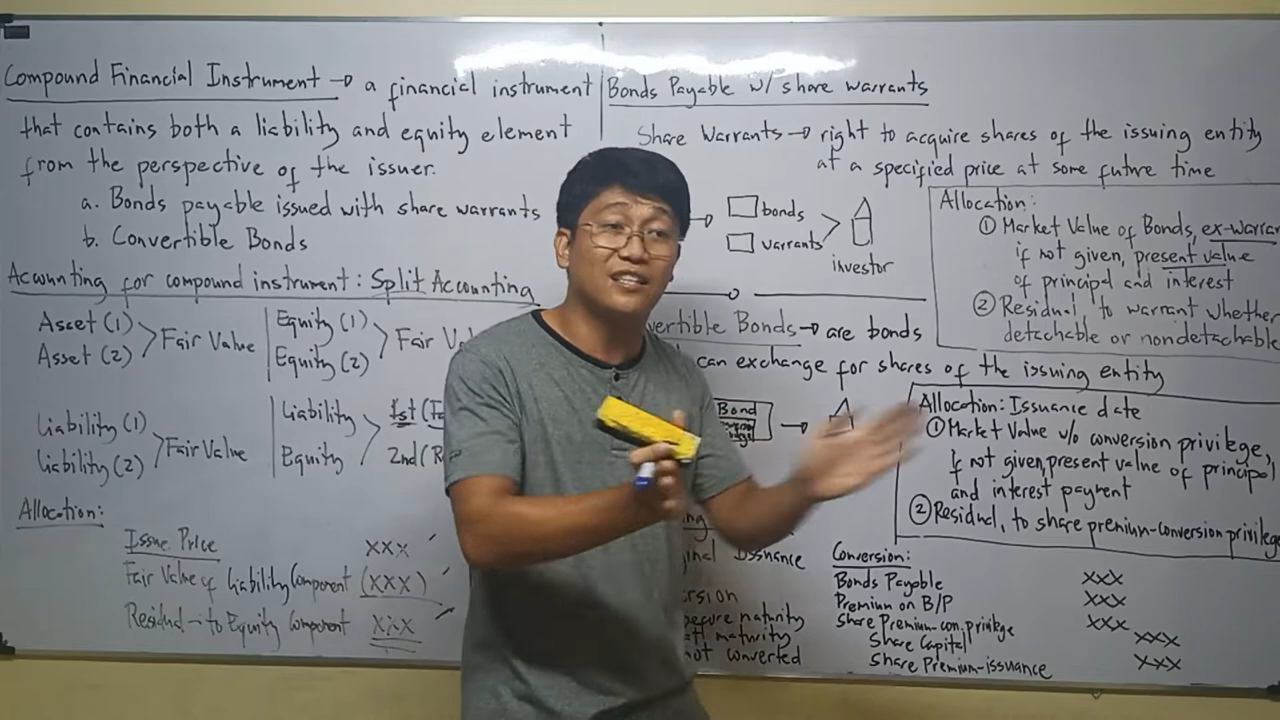 Compound Financial Instrument → a financial instrument
that contains both a liability and equity element
from the perspective of the issuer.
a. Bonds payable issued with share warrants
b. Convertible Bonds
Accounting for compound instrument: Split Accounting
Asset (1)
Asset (2)
Fair Value
Equity (1)
Equity (2)
Fair
Liability (1)
Liability (2)
Fair Value
Liability
Equity
1st
2nd
Allocation:
Issue Price xxx
Fair Value of Liability Component (xxx)
Residual - to Equity Component xxx
Bonds Payable w/ share warrants
Share Warrants → right to acquire shares of the issuing entity
at a specified price at some future time
bonds
warrants
investor
Allocation:
① Market Value of Bonds,
if not given, present value
of principal and interest
② Residual to warrant whether
detachable or nondetachable
Bonds → are bonds
can exchange for shares of the issuing entity
Bond
Allocation: Issuance date
① Market Value w/o conversion privilege,
if not given, present value of principal
and interest payment
② Residual, to share premium-conversion privilege
Issuance
maturity
maturity
not converted
Conversion:
Bonds Payable xxx
Premium on B/P xxx
Share Premium-con. privilege xxx
Share Capital xxx
Share Premium-issuance xxx